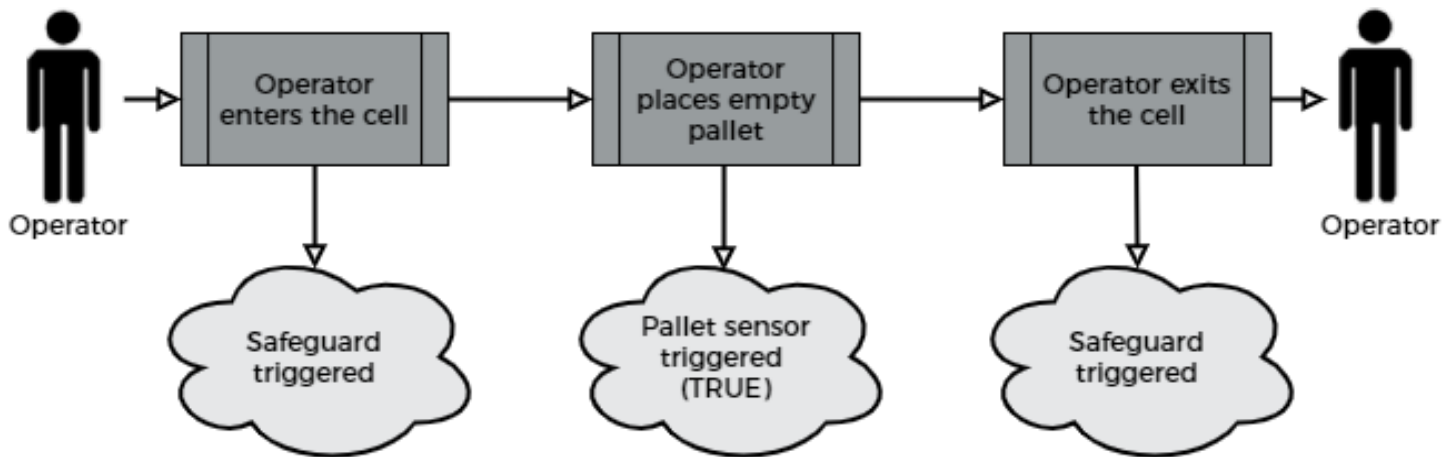 Operator
enters the cell
Operator
places empty
pallet
Operator exits
the cell
Operator
Operator
Safeguard
triggered
Pallet sensor
triggered
(TRUE)
Safeguard
triggered